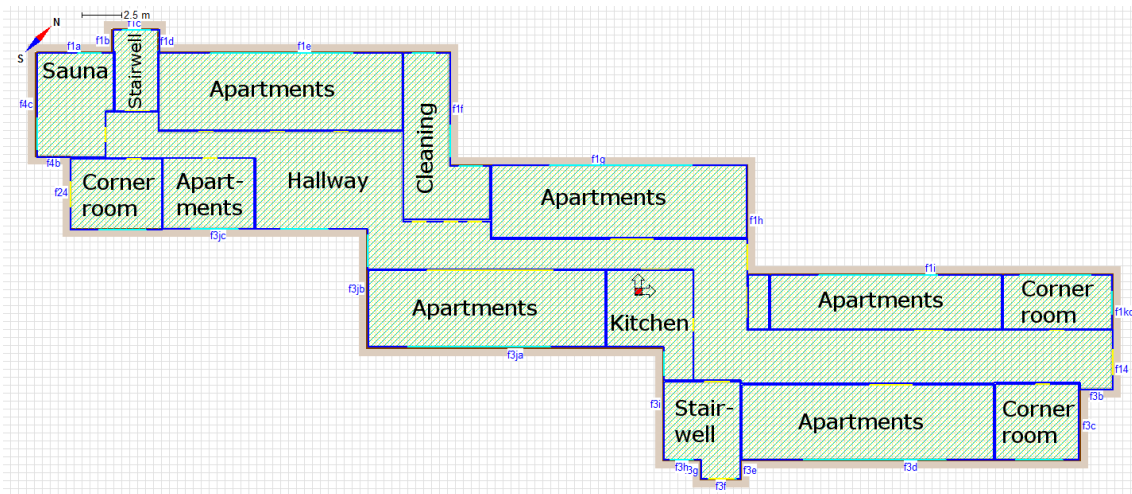 2.5 m
N
S
f1c
f1a
f1b
f1d
f1e
Sauna
Stairwell
Apartments
f4c
f1f
Cleaning
f4b
f1g
Corner
room
Apart-
ments
Hallway
f24
Apartments
f3jc
f1h
f1i
f3jb
Apartments
Kitchen
Apartments
Corner
room
f1kc
f3ja
f14
f3b
f3i
Stair-
well
Apartments
Corner
room
f3c
f3h
f3g
f3e
f3d
f3f